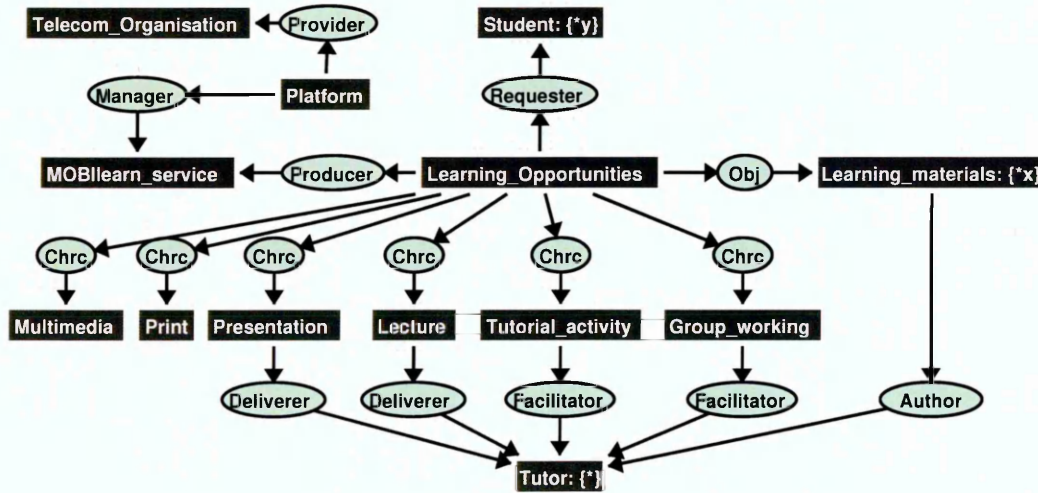 Telecom_Organisation Provider Student: {*y}
Manager Platform Requester
MOBIlearn_service Producer Learning_Opportunities Obj Learning_materials: {*x}
Chrc Chrc Chrc Chrc Chrc Chrc
Multimedia Print Presentation Lecture Tutorial_activity Group_working
Deliverer Deliverer Facilitator Facilitator Author
Tutor: {*}